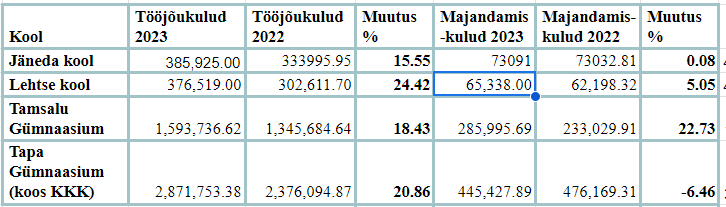 Kool Tööjõukulud 2023 Tööjõukulud 2022 Muutus % Majandamis-kulud 2023 Majandamis-kulud 2022 Muutus %
Jäneda kool 385,925.00 333995.95 15.55 73091 73032.81 0.08
Lehtse kool 376,519.00 302,611.70 24.42 65,338.00 62,198.32 5.05
Tamsalu Gümnaasium 1,593,736.62 1,345,684.64 18.43 285,995.69 233,029.91 22.73
Tapa Gümnaasium (koos KKK) 2,871,753.38 2,376,094.87 20.86 445,427.89 476,169.31 -6.46